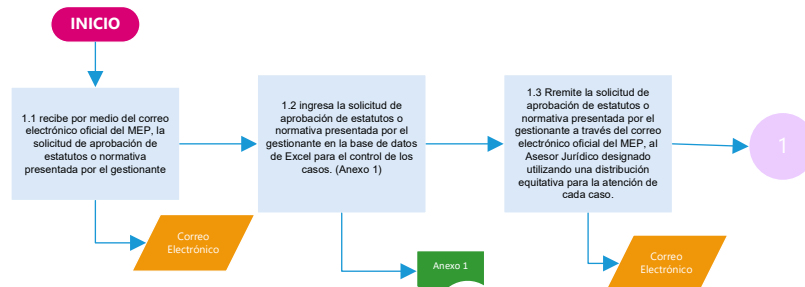 INICIO
1.1 recibe por medio del correo
electrónico oficial del MEP, la
solicitud de aprobación de
estatutos o normativa
presentada por el gestionante
1.2 ingresa la solicitud de
aprobación de estatutos o
normativa presentada por el
gestionante en la base de datos
de Excel para el control de los
casos. (Anexo 1)
1.3 Rremite la solicitud de
aprobación de estatutos o
normativa presentada por el
gestionante a través del correo
electrónico oficial del MEP, al
Asesor Jurídico designado
utilizando una distribución
equitativa para la atención de
cada caso.
1
Correo
Electrónico
Anexo 1
Correo
Electrónico